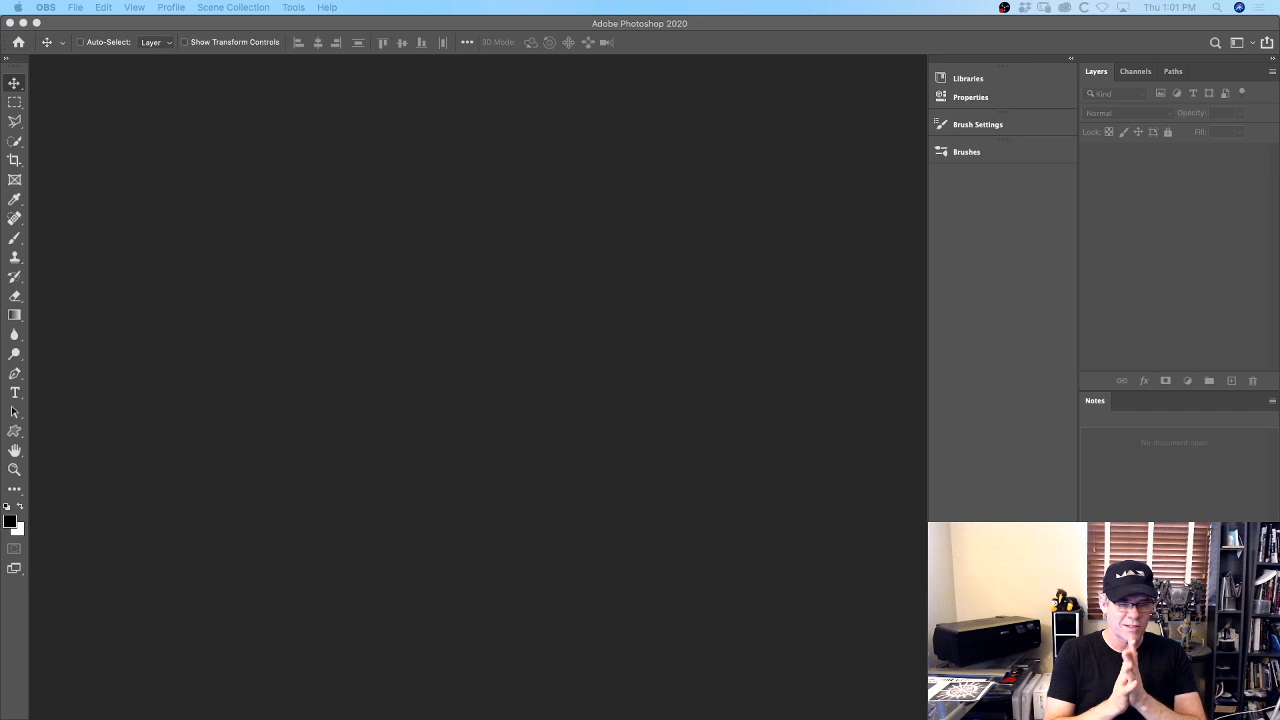 OBS File Edit View Profile Scene Collection Tools Help Thu 1:01 PM
Adobe Photoshop 2020
Auto-Select: Layer Show Transform Controls 3D Mode:
Libraries
Properties
Brush Settings
Brushes
Layers Channels Paths
Kind
Normal Opacity:
Lock: Fill:
Notes
No document open